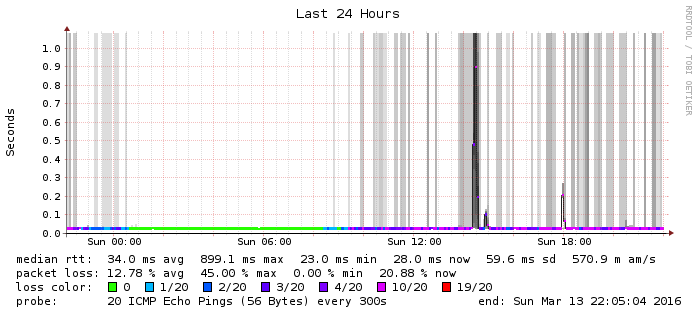 Last 24 Hours
RRDTOOL / TOBI OETIKER
Seconds
1.0
0.9
0.8
0.7
0.6
0.5
0.4
0.3
0.2
0.1
0.0
Sun 00:00 Sun 06:00 Sun 12:00 Sun 18:00
median rtt: 34.0 ms avg 899.1 ms max 23.0 ms min 28.0 ms now 59.6 ms sd 570.9 m am/s
packet loss: 12.78 % avg 45.00 % max 0.00 % min 20.88 % now
loss color: 0 1/20 2/20 3/20 4/20 10/20 19/20
probe: 20 ICMP Echo Pings (56 Bytes) every 300s end: Sun Mar 13 22:05:04 2016